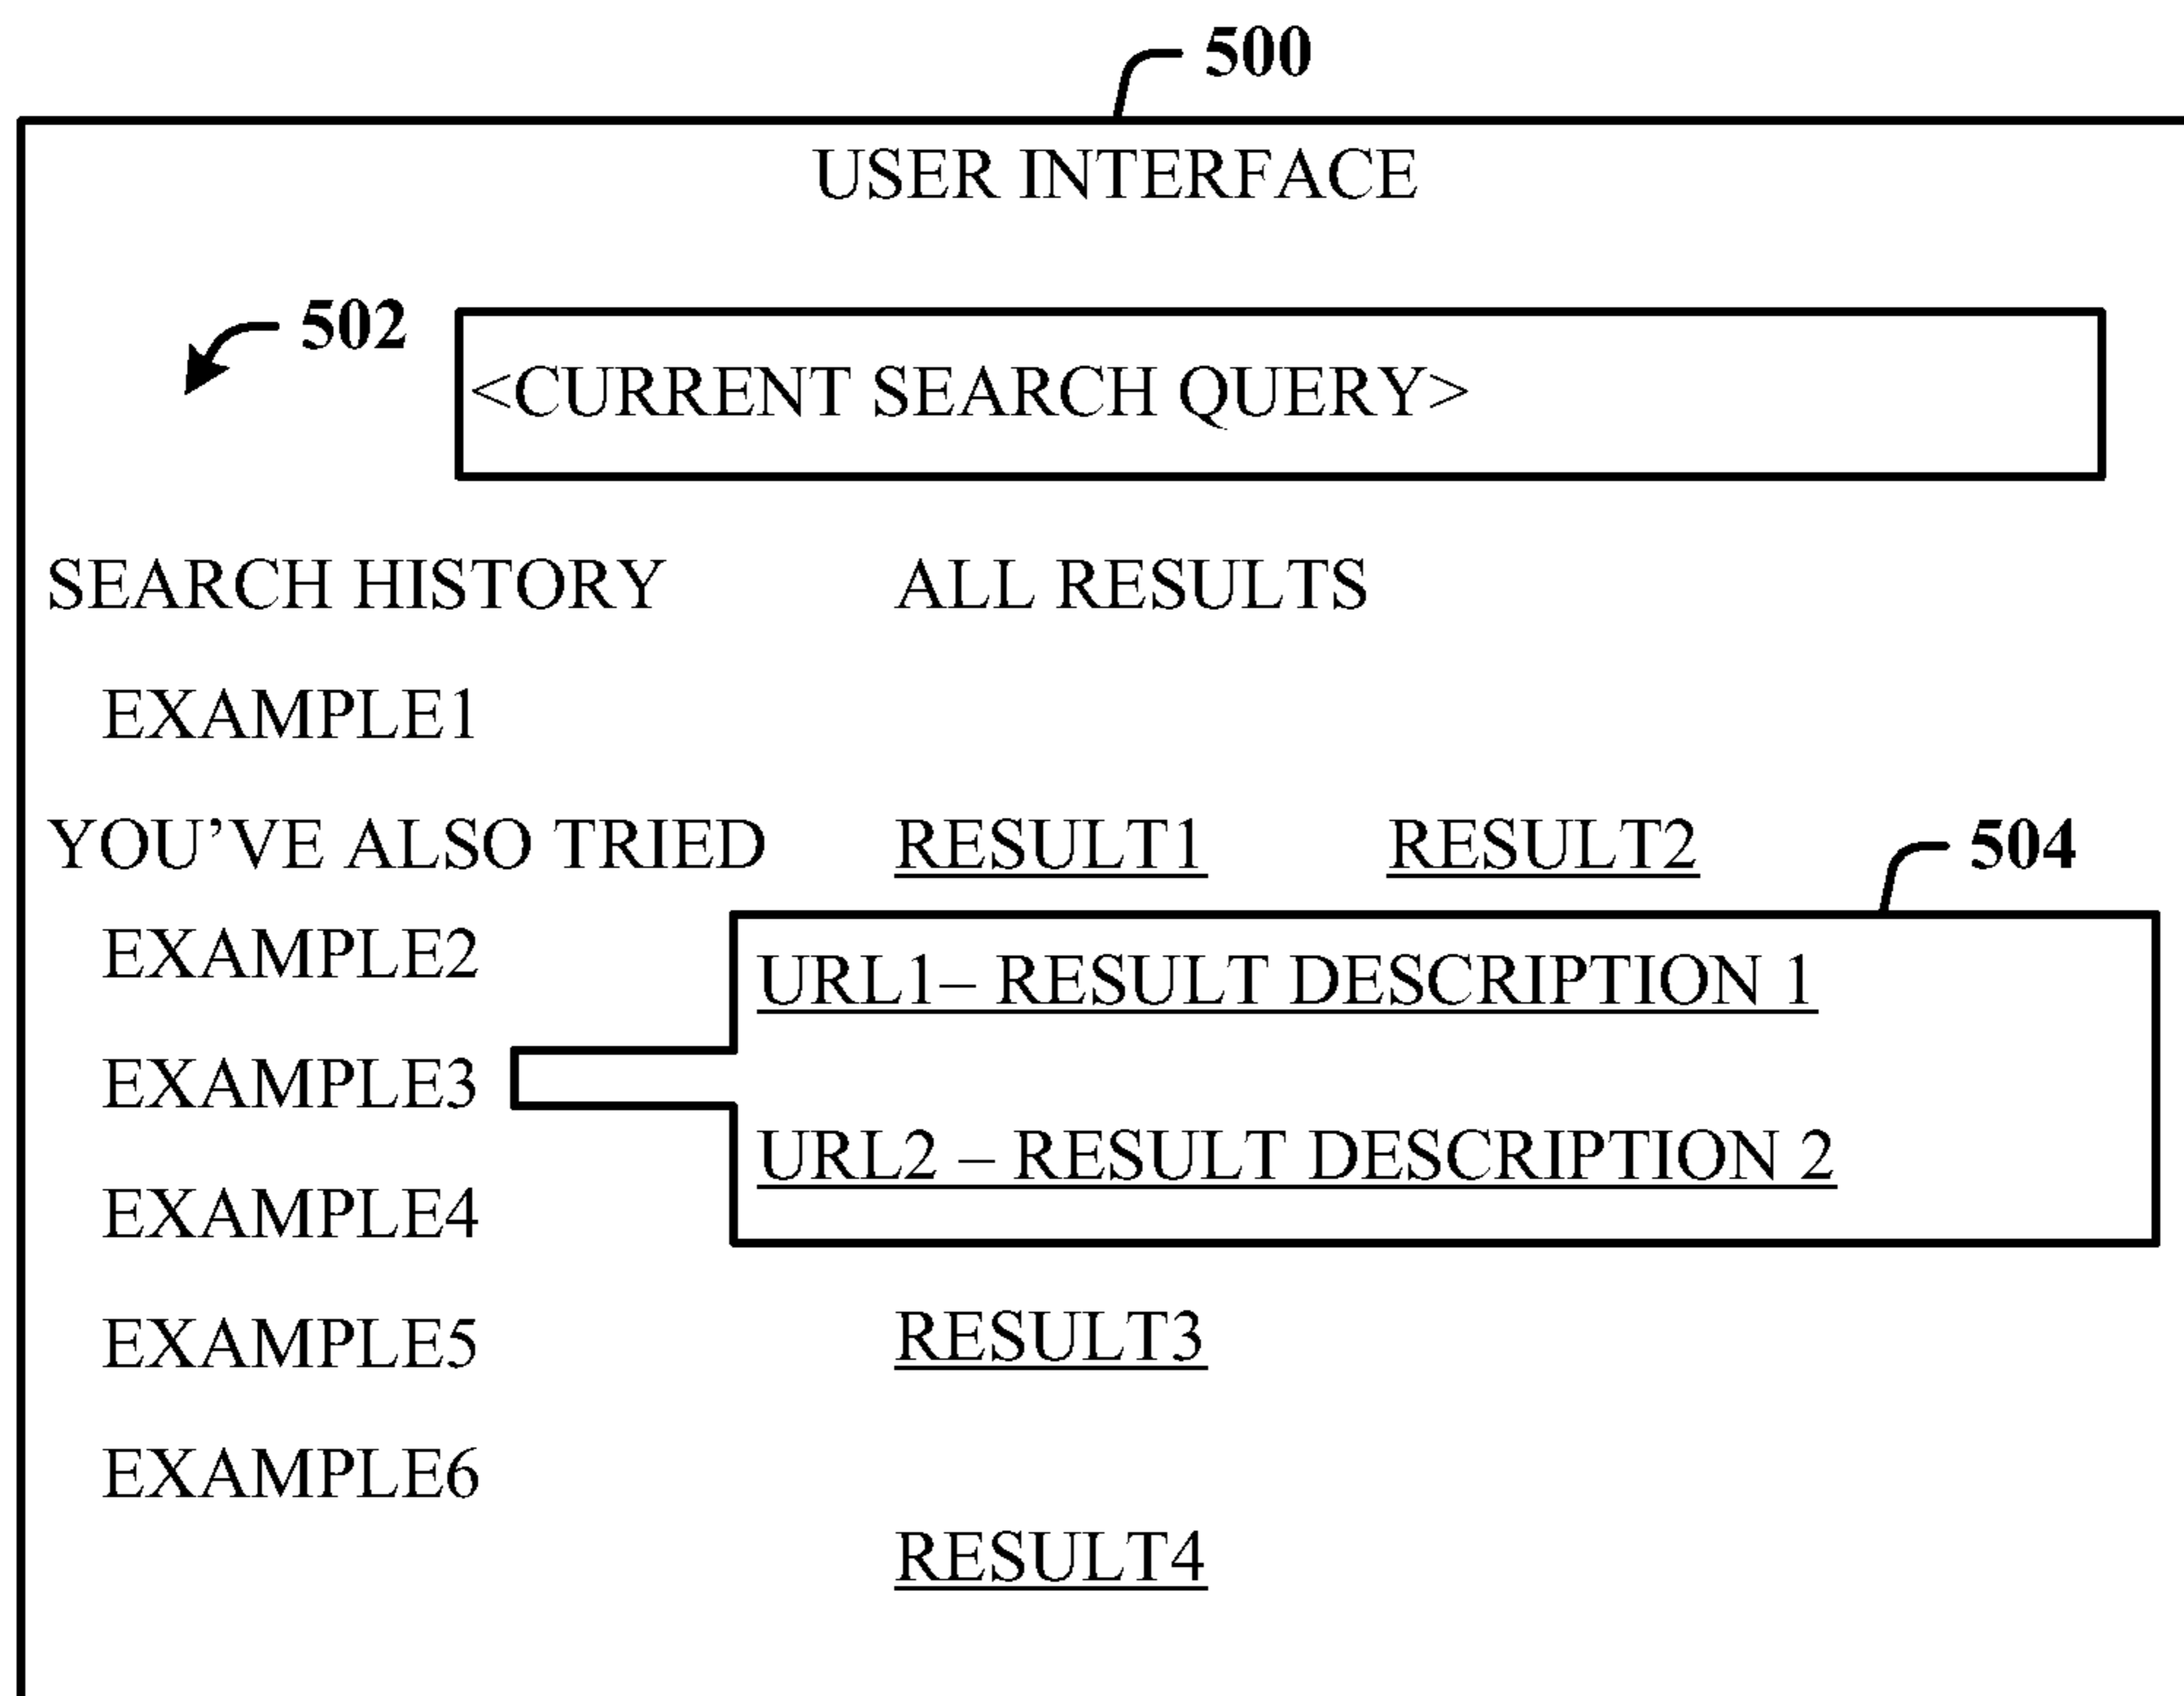 500
USER INTERFACE
502
<CURRENT SEARCH QUERY>
SEARCH HISTORY ALL RESULTS
EXAMPLE1
YOU’VE ALSO TRIED RESULT1 RESULT2 504
EXAMPLE2
URL1– RESULT DESCRIPTION 1
EXAMPLE3
URL2 – RESULT DESCRIPTION 2
EXAMPLE4
EXAMPLE5 RESULT3
EXAMPLE6
RESULT4